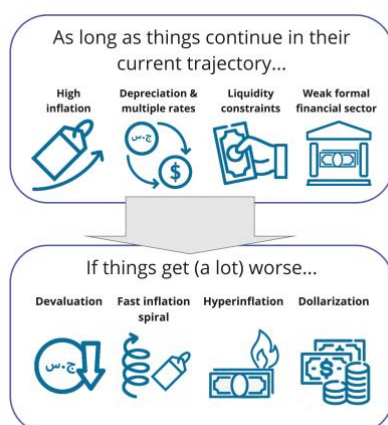 As long as things continue in their
current trajectory...
High
inflation
Depreciation &
multiple rates
Liquidity
constraints
Weak formal
financial sector
ج.س
$
If things get (a lot) worse...
Devaluation
Fast inflation
spiral
Hyperinflation
Dollarization
ج.س
$